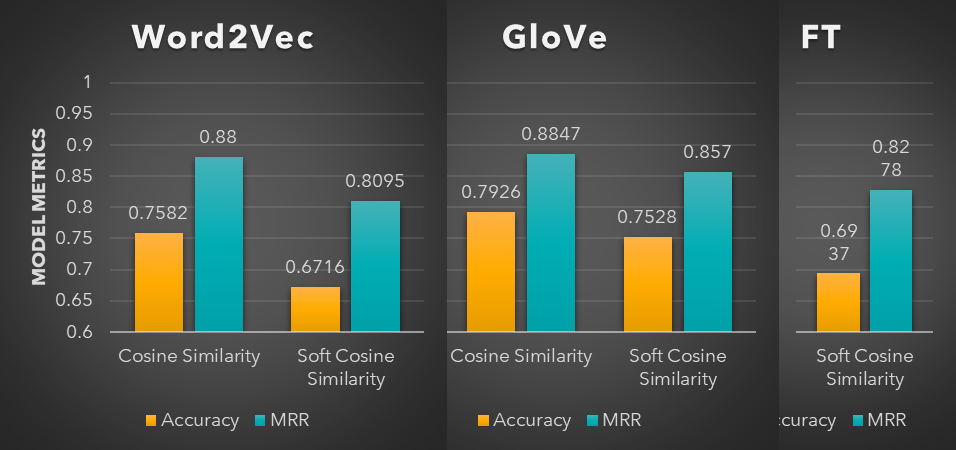 Word2Vec
MODEL METRICS
1
0.95
0.9
0.85
0.8
0.75
0.7
0.65
0.6
0.7582
0.88
0.6716
0.8095
Cosine Similarity
Soft Cosine
Similarity
Accuracy MRR
GloVe
0.7926
0.8847
0.7528
0.857
Cosine Similarity
Soft Cosine
Similarity
Accuracy MRR
FT
0.69
37
0.82
78
Soft Cosine
Similarity
ccuracy MRR